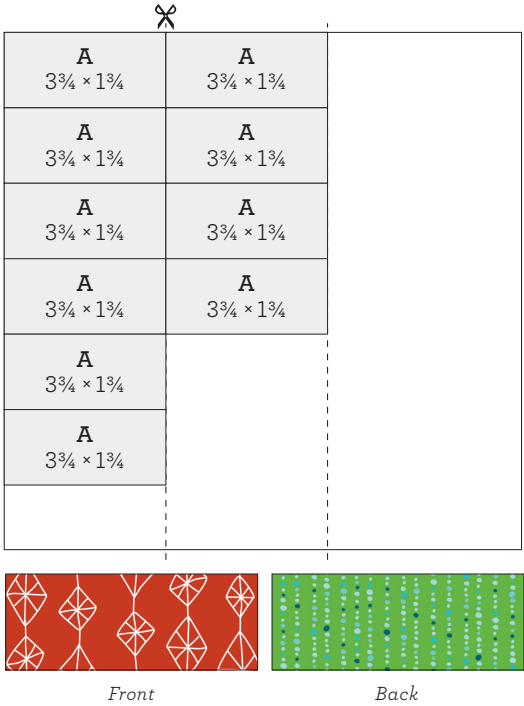 A A
3¾ × 1¾ 3¾ × 1¾
A A
3¾ × 1¾ 3¾ × 1¾
A A
3¾ × 1¾ 3¾ × 1¾
A A
3¾ × 1¾ 3¾ × 1¾
A
3¾ × 1¾
A
3¾ × 1¾
Front Back